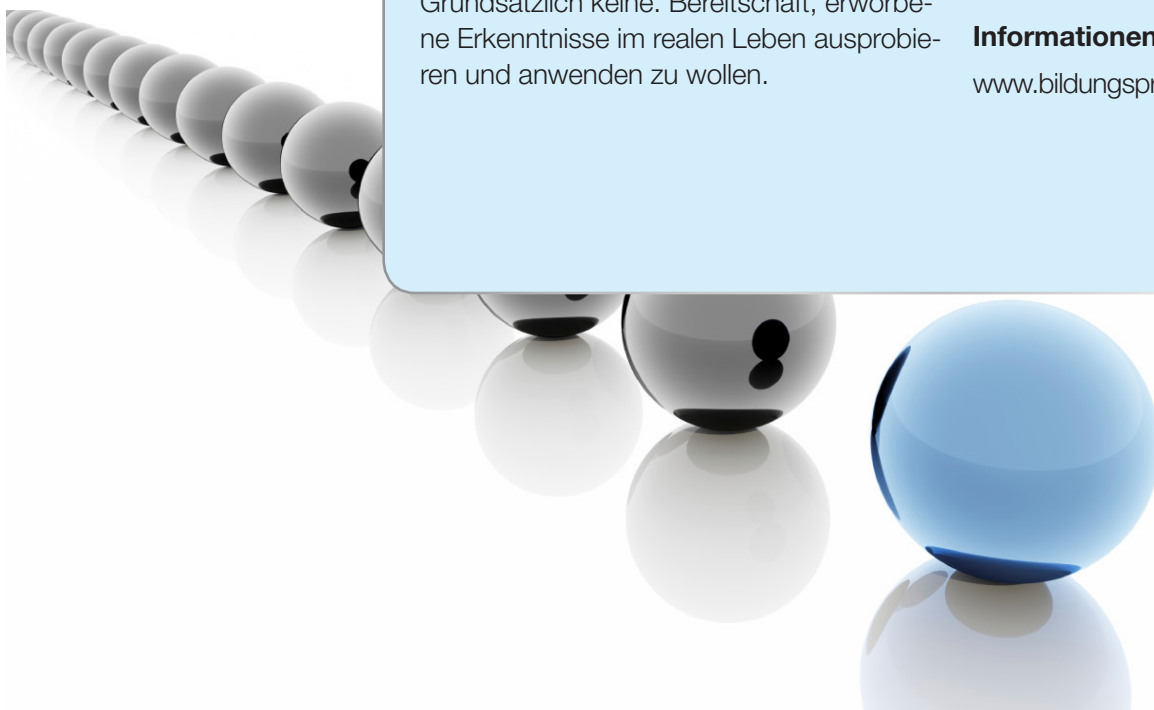 Grundsätzlich keine. Bereitschaft, erworbe-
ne Erkenntnisse im realen Leben ausprobie-
ren und anwenden zu wollen.
Informationen
www.bildungspr